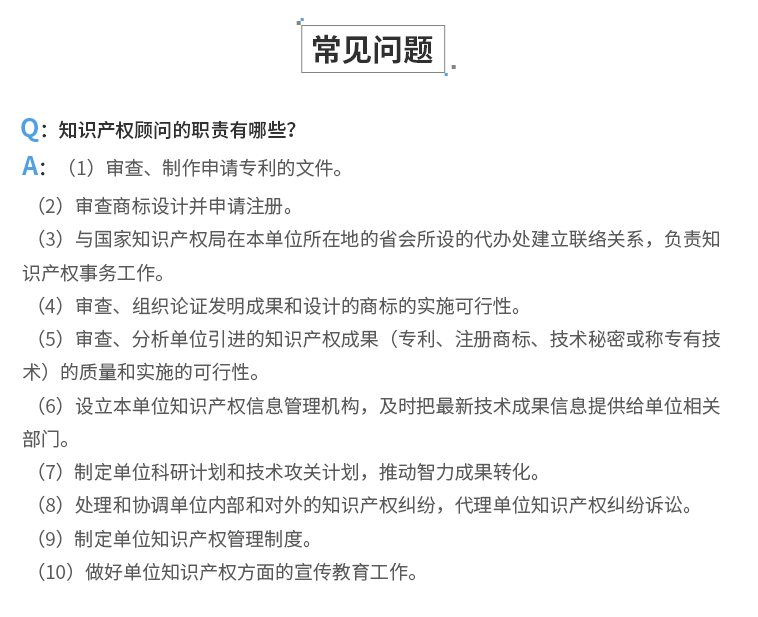 常见问题
Q：知识产权顾问的职责有哪些？
A：（1）审查、制作申请专利的文件。
（2）审查商标设计并申请注册。
（3）与国家知识产权局在本单位所在地的省会所设的代办处建立联络关系，负责知
识产权事务工作。
（4）审查、组织论证发明成果和设计的商标的实施可行性。
（5）审查、分析单位引进的知识产权成果（专利、注册商标、技术秘密或称专有技
术）的质量和实施的可行性。
（6）设立本单位知识产权信息管理机构，及时把最新技术成果信息提供给单位相关
部门。
（7）制定单位科研计划和技术攻关计划，推动智力成果转化。
（8）处理和协调单位内部和对外的知识产权纠纷，代理单位知识产权纠纷诉讼。
（9）制定单位知识产权管理制度。
（10）做好单位知识产权方面的宣传教育工作。